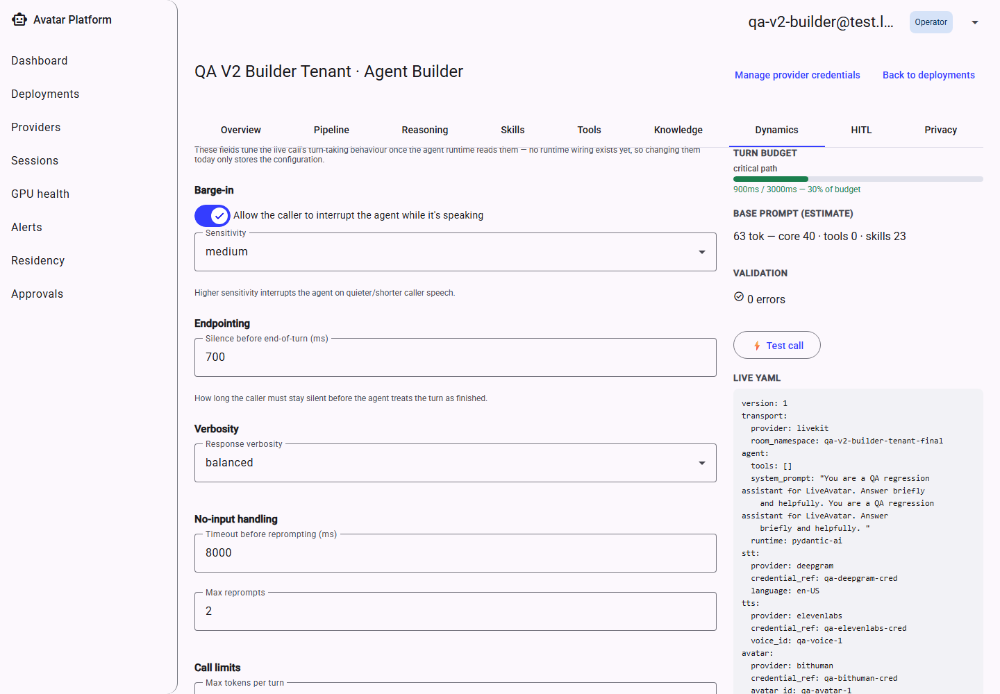 Avatar Platform
Dashboard
Deployments
Providers
Sessions
GPU health
Alerts
Residency
Approvals
qa-v2-builder@test.l...
Operator
QA V2 Builder Tenant · Agent Builder
Manage provider credentials
Back to deployments
Overview
Pipeline
Reasoning
Skills
Tools
Knowledge
Dynamics
HITL
Privacy
These fields tune the live call's turn-taking behaviour once the agent runtime reads them — no runtime wiring exists yet, so changing them
today only stores the configuration.
Barge-in
Allow the caller to interrupt the agent while it's speaking
Sensitivity
medium
Higher sensitivity interrupts the agent on quieter/shorter caller speech.
Endpointing
Silence before end-of-turn (ms)
700
How long the caller must stay silent before the agent treats the turn as finished.
Verbosity
Response verbosity
balanced
No-input handling
Timeout before reprompting (ms)
8000
Max reprompts
2
Call limits
Max tokens per turn
TURN BUDGET
critical path
900ms / 3000ms — 30% of budget
BASE PROMPT (ESTIMATE)
63 tok — core 40 · tools 0 · skills 23
VALIDATION
0 errors
Test call
LIVE YAML
version: 1
transport:
  provider: livekit
  room_namespace: qa-v2-builder-tenant-final
agent:
  tools: []
  system_prompt: "You are a QA regression
assistant for LiveAvatar. Answer briefly
    and helpfully. You are a QA regression
assistant for LiveAvatar. Answer
    briefly and helpfully. "
  runtime: pydantic-ai
stt:
  provider: deepgram
  credential_ref: qa-deepgram-cred
  language: en-US
tts:
  provider: elevenlabs
  credential_ref: qa-elevenlabs-cred
  voice_id: qa-voice-1
avatar:
  provider: bithuman
  credential_ref: qa-bithuman-cred
  avatar_id: qa-avatar-1